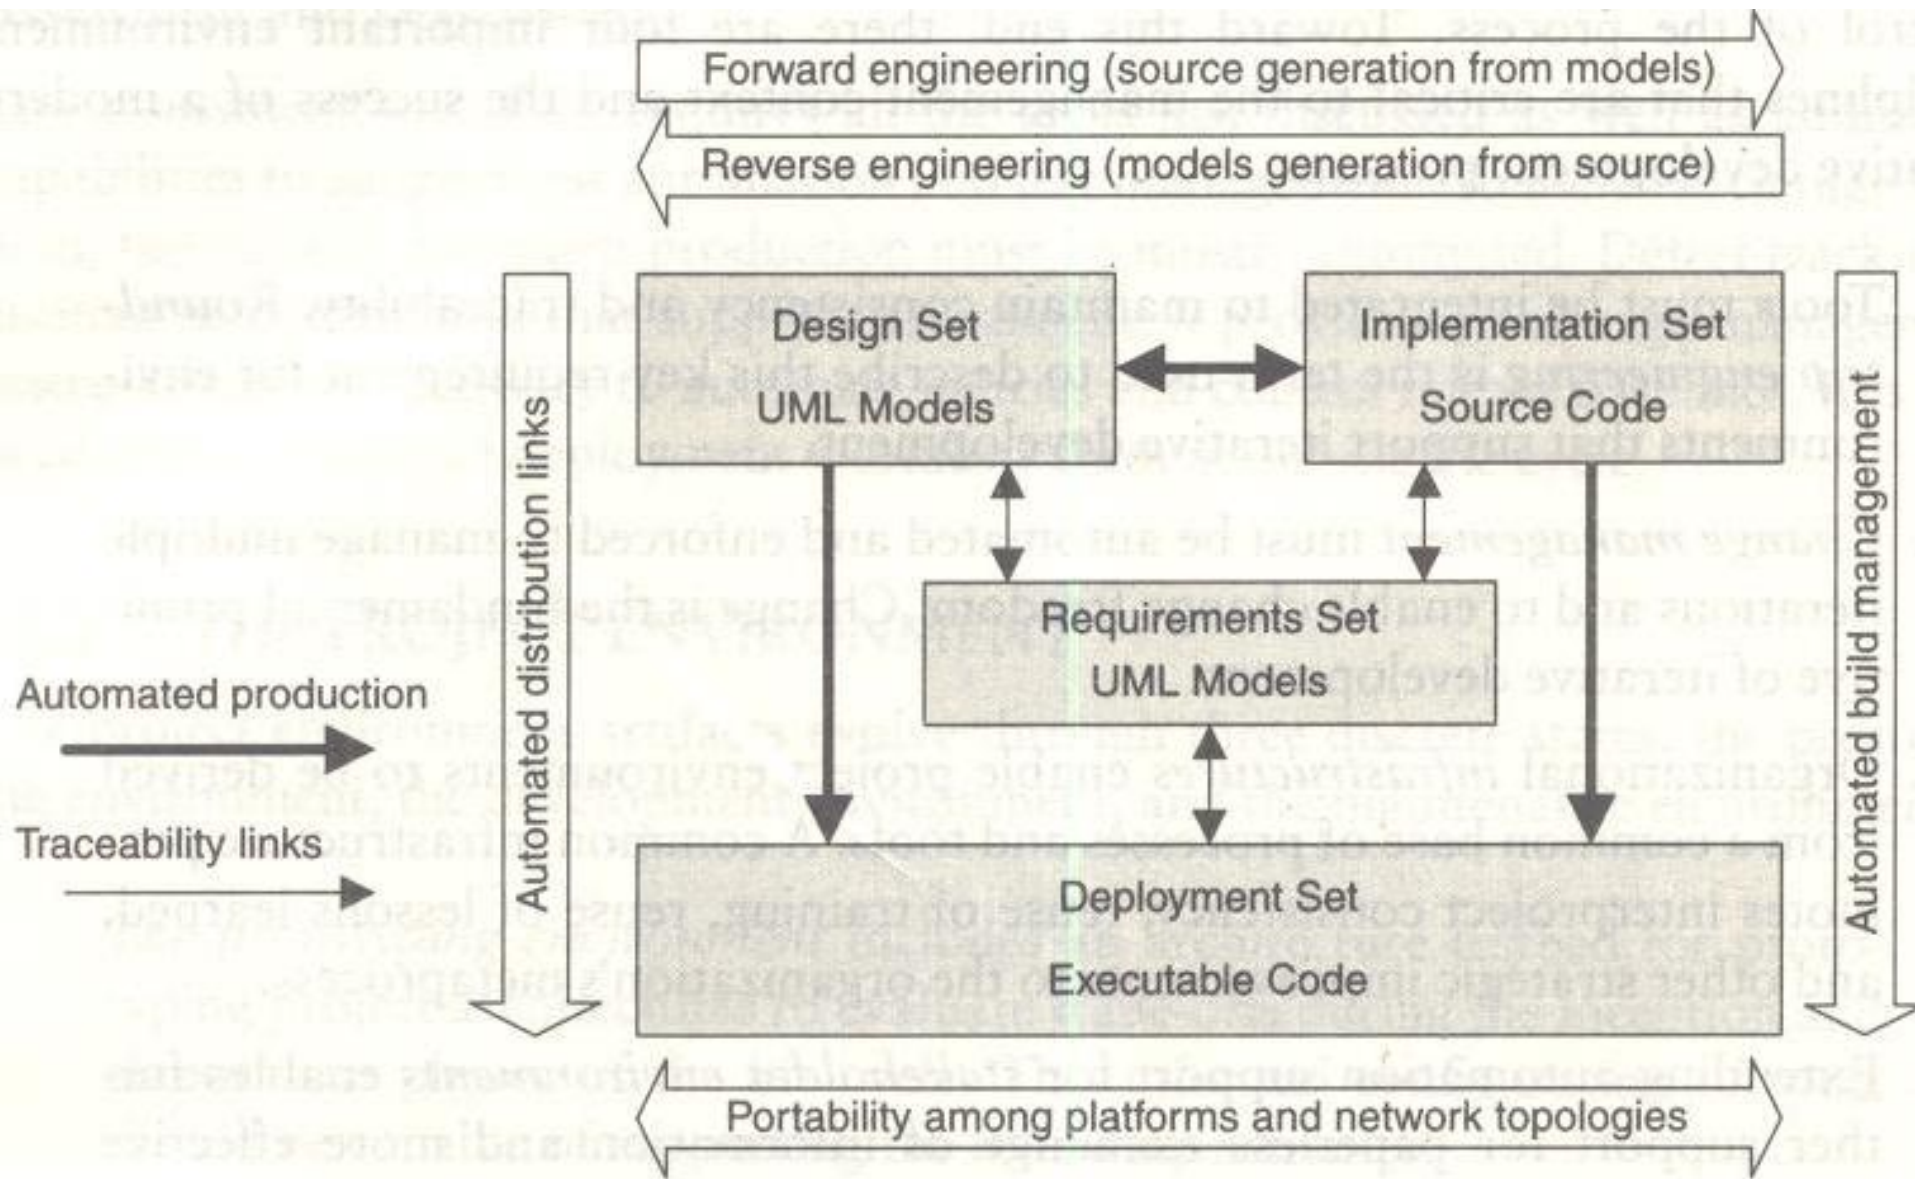 Forward engineering (source generation from models)
Reverse engineering (models generation from source)
Design Set
UML Models
Implementation Set
Source Code
Requirements Set
UML Models
Deployment Set
Executable Code
Automated distribution links
Automated build management
Automated production
Traceability links
Portability among platforms and network topologies